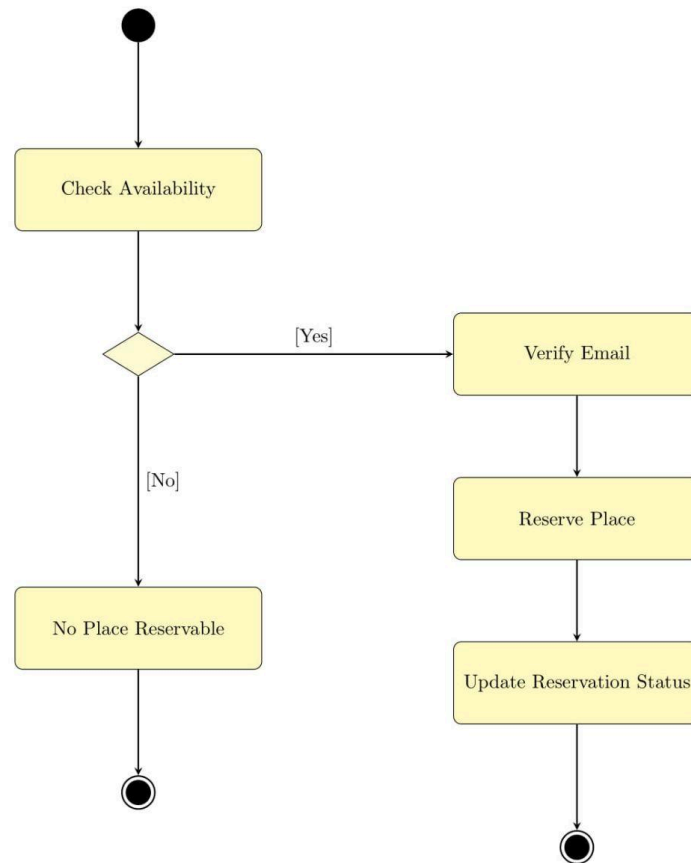 Check Availability
[Yes]
Verify Email
[No]
Reserve Place
No Place Reservable
Update Reservation Status